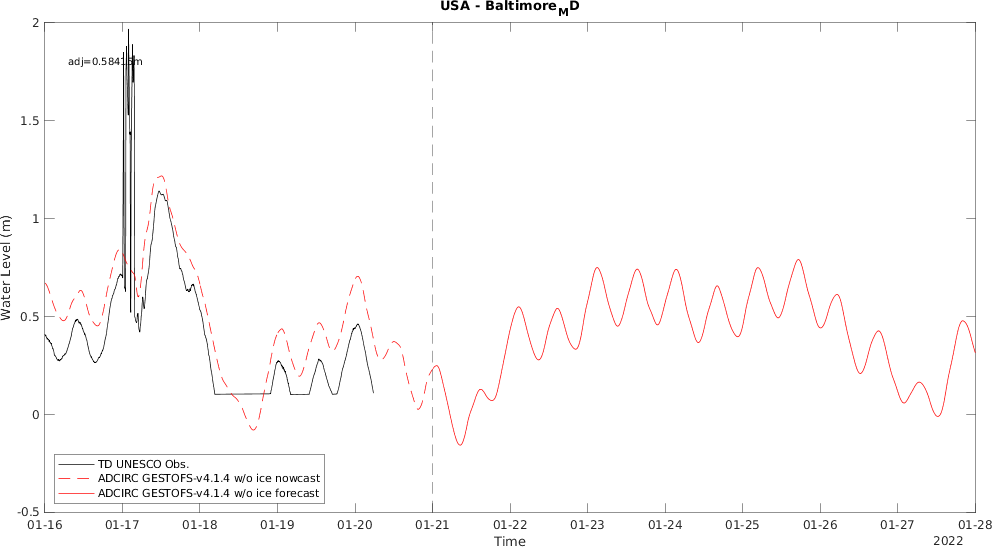 USA - Baltimore_MD
adj=0.5841 m
Water Level (m)
2
1.5
1
0.5
0
-0.5
TD UNESCO Obs.
ADCIRC GESTOFS-v4.1.4 w/o ice nowcast
ADCIRC GESTOFS-v4.1.4 w/o ice forecast
01-16 01-17 01-18 01-19 01-20 01-21 01-22 01-23 01-24 01-25 01-26 01-27 01-28
Time
2022